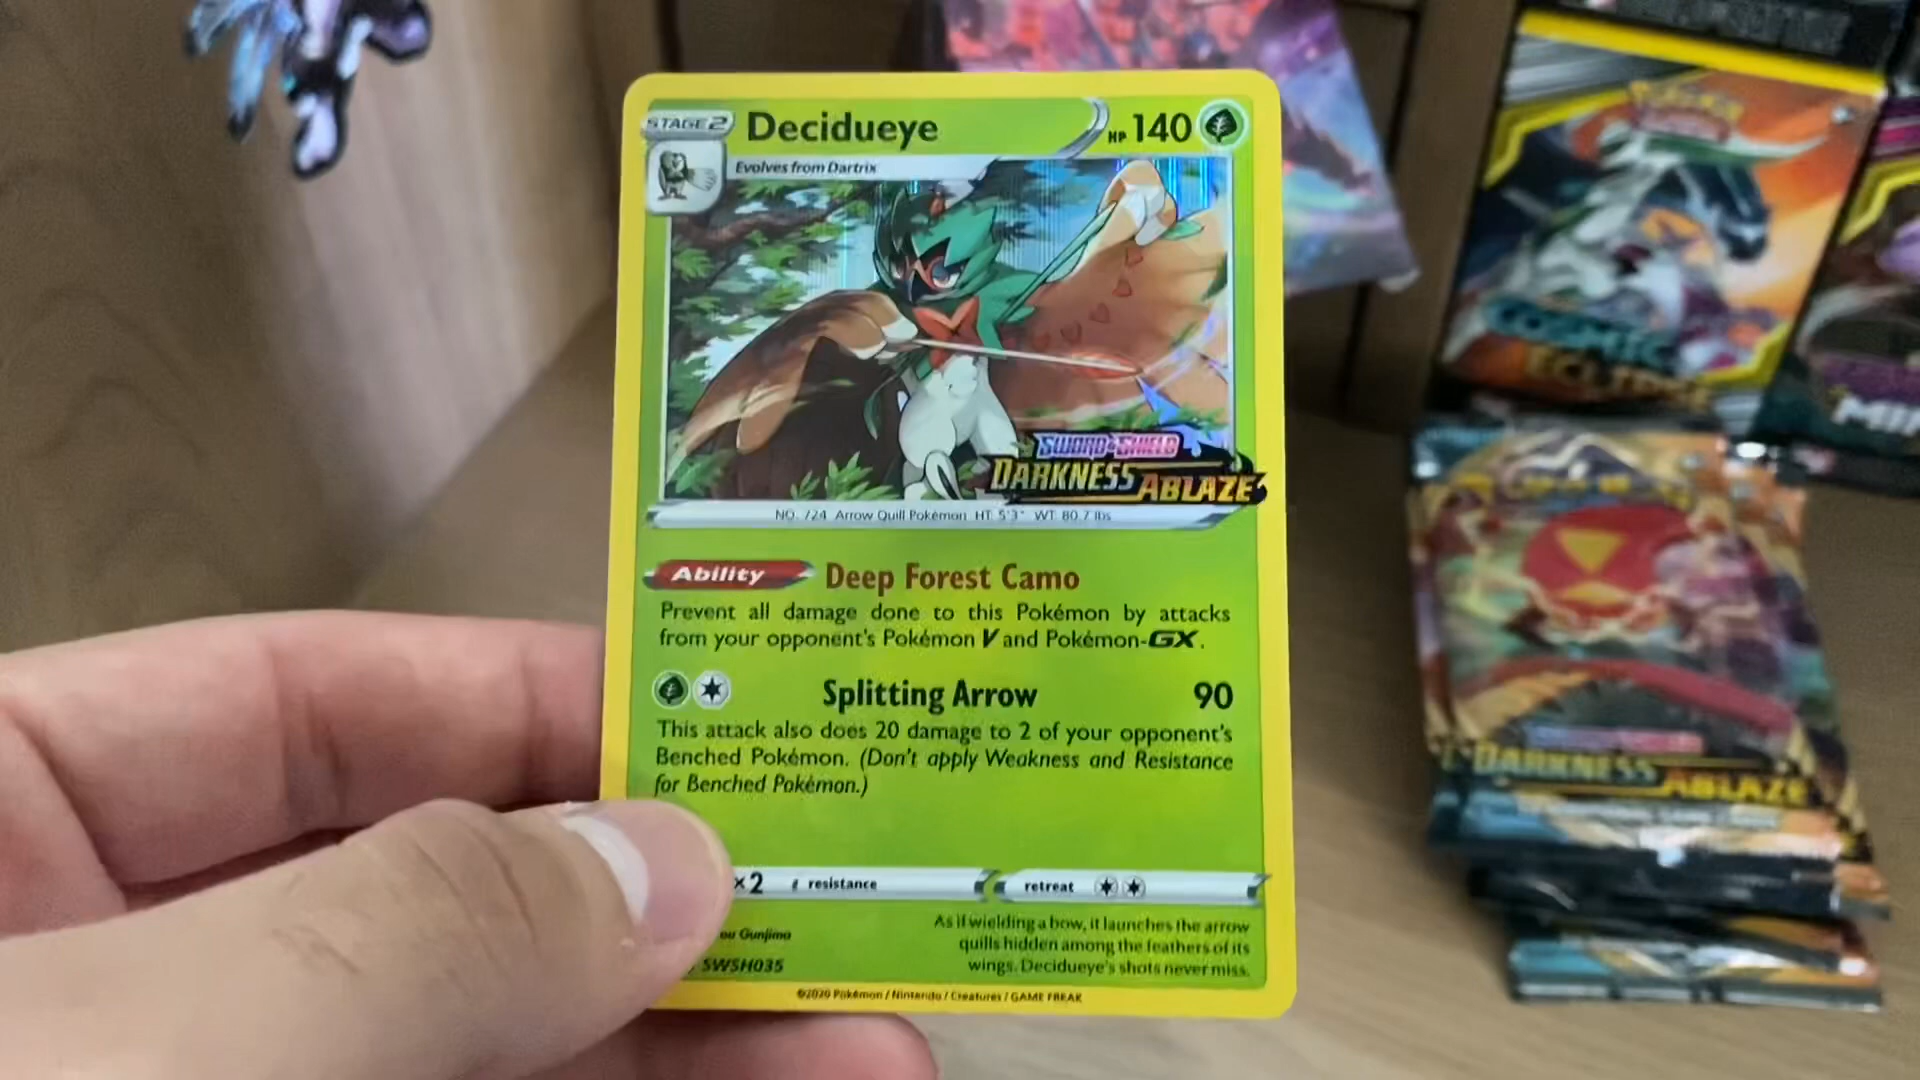 STAGE 2 Decidueye HP 140
Evolves from Dartrix
SWORD & SHIELD
DARKNESS ABLAZE
NO. 724 Arrow Quill Pokémon HT: 5'3" WT: 80.7 lbs
Ability Deep Forest Camo
Prevent all damage done to this Pokémon by attacks
from your opponent's Pokémon V and Pokémon-GX.
Splitting Arrow 90
This attack also does 20 damage to 2 of your opponent's
Benched Pokémon. (Don't apply Weakness and Resistance
for Benched Pokémon.)
×2 resistance retreat
As if wielding a bow, it launches the arrow
quills hidden among the feathers of its
wings. Decidueye's shots never miss.
ou Gunjima
SWSH035
©2020 Pokémon / Nintendo / Creatures / GAME FREAK
COSMIC
ECLIPSE
DARKNESS ABLAZE